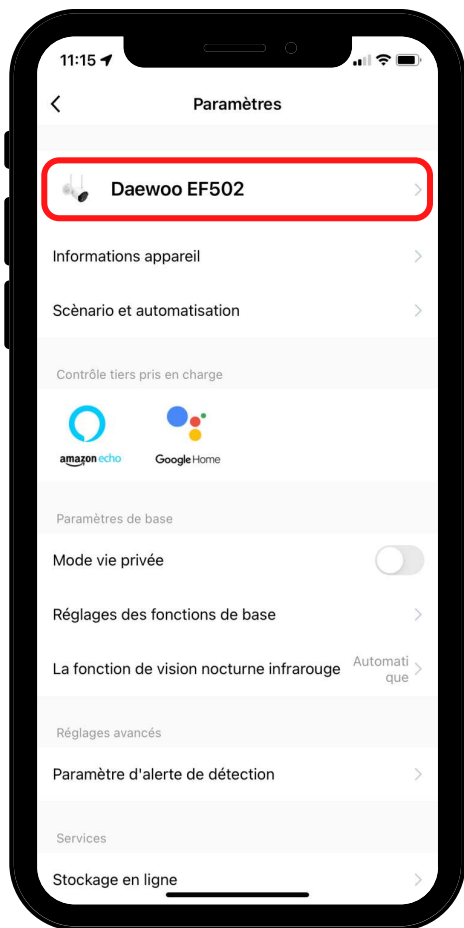 11:15
Paramètres
Daewoo EF502
Informations appareil
Scènario et automatisation
Contrôle tiers pris en charge
amazon echo
Google Home
Paramètres de base
Mode vie privée
Réglages des fonctions de base
La fonction de vision nocturne infrarouge
Automati
que
Réglages avancés
Paramètre d'alerte de détection
Services
Stockage en ligne